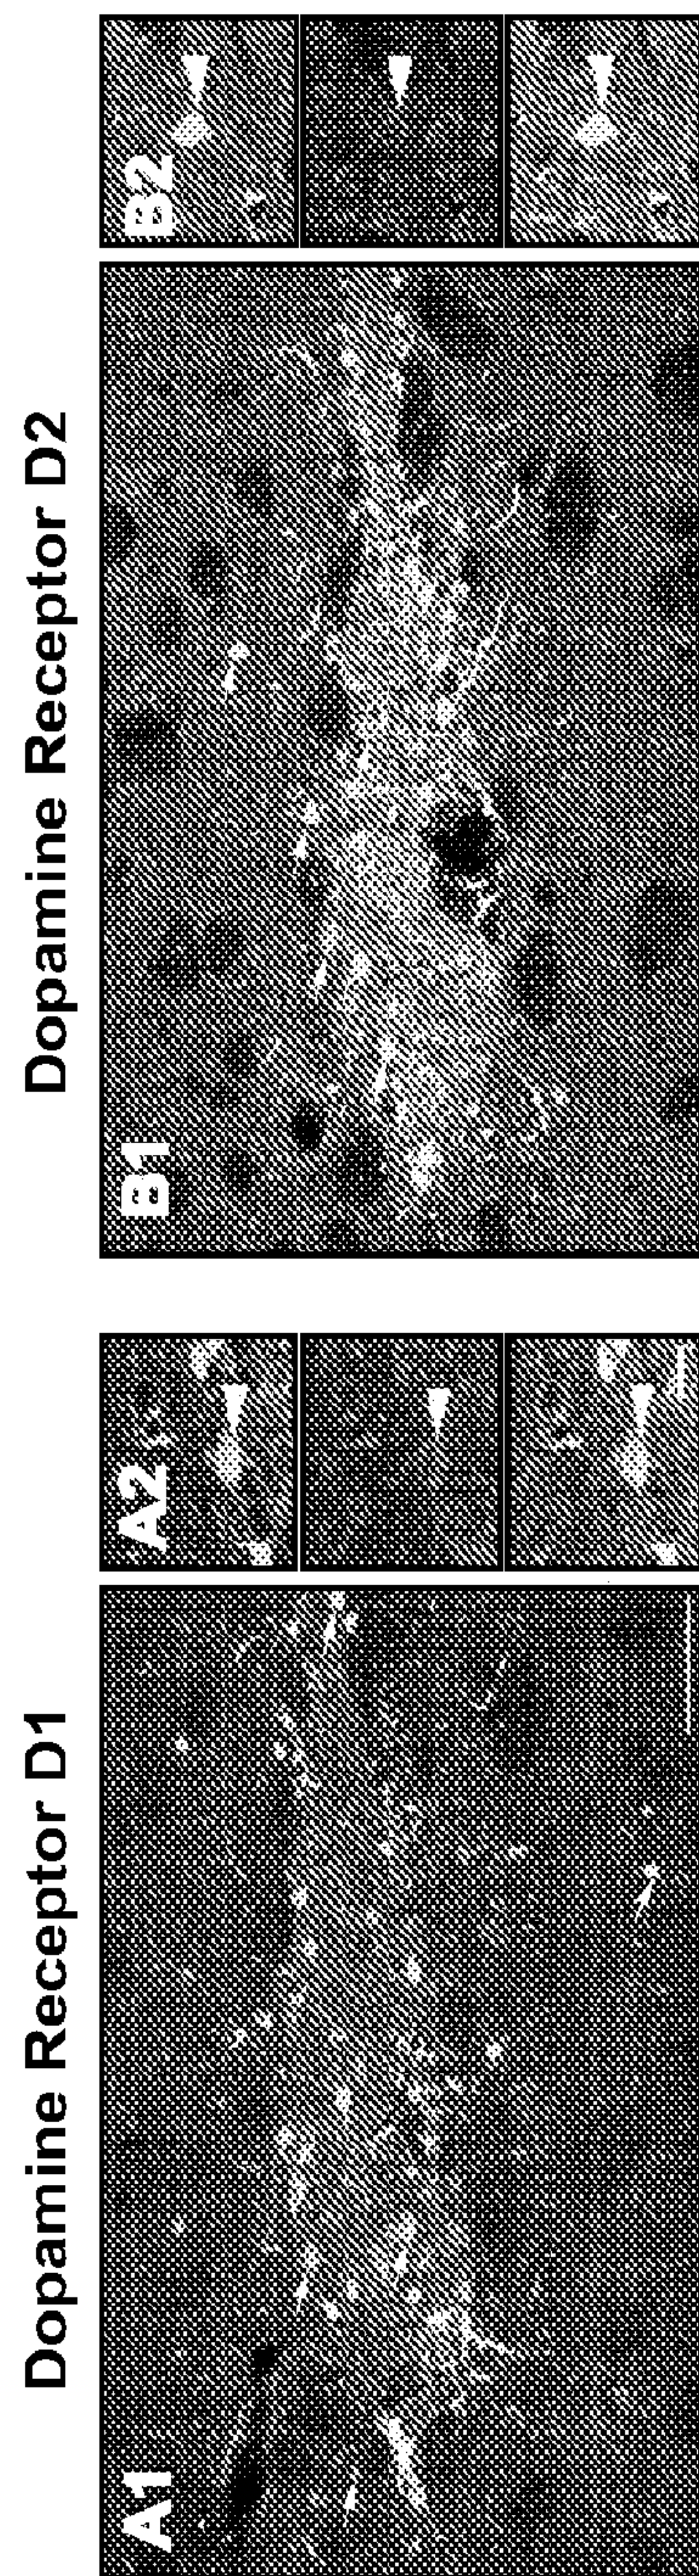 Dopamine Receptor D1
A1
A2
Dopamine Receptor D2
B1
B2